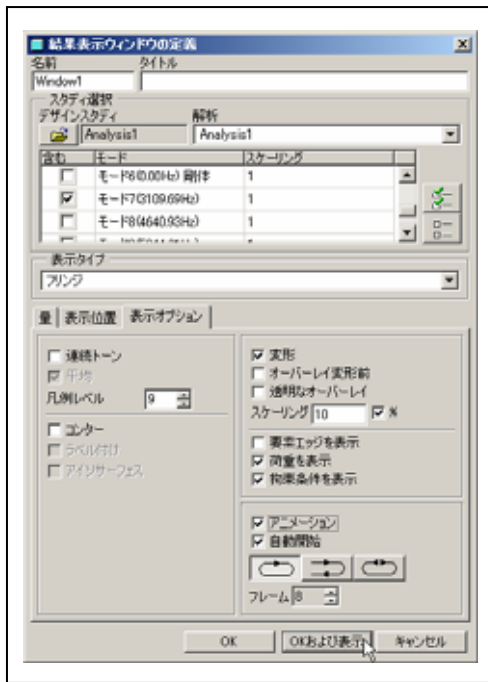 結果表示ウィンドウの定義
名前 タイトル
Window1
スタディ選択
デザインスタディ 解析
Analysis1 Analysis1
含む モード スケーリング
モード6(0.00Hz) 剛体 1
モード7(3109.69Hz) 1
モード8(4640.93Hz) 1
表示タイプ
フリンジ
量 表示位置 表示オプション
連続トーン
平均
凡例レベル 9
コンター
ラベル付け
アイソサーフェス
変形
オーバーレイ変形前
透明なオーバーレイ
スケーリング 10 %
要素エッジを表示
荷重を表示
拘束条件を表示
アニメーション
自動開始
フレーム 8
OK OKおよび表示 キャンセル